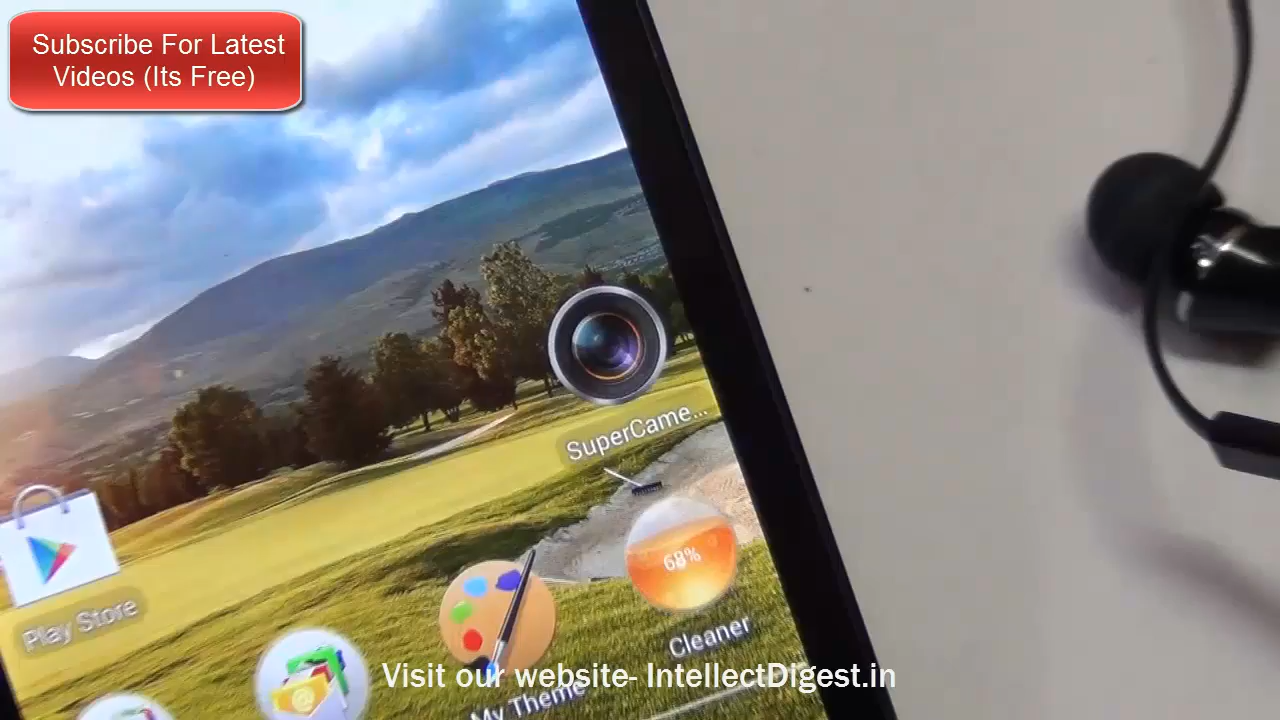 Subscribe For Latest
Videos (Its Free)
SuperCame...
68%
Play Store
Cleaner
My Theme
Visit our website- IntellectDigest.in